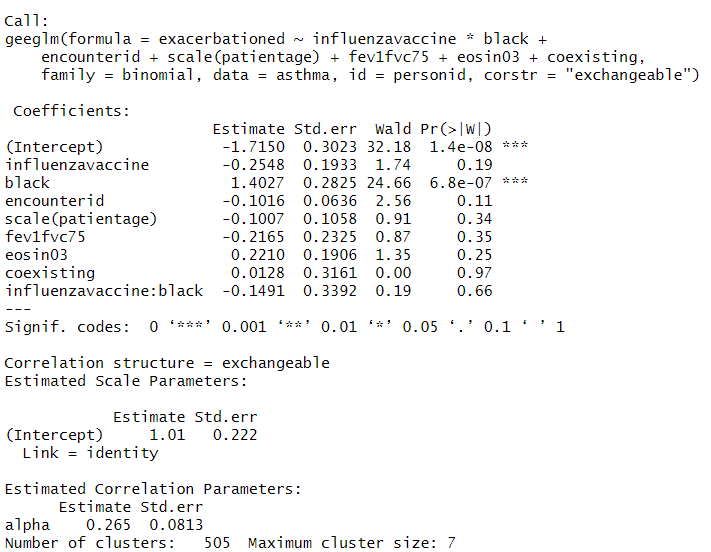 Call:
geeglm(formula = exacerbationed ~ influenzavaccine * black +
    encounterid + scale(patientage) + fev1fvc75 + eosin03 + coexisting,
    family = binomial, data = asthma, id = personid, corstr = "exchangeable")

 Coefficients:
                       Estimate Std.err  Wald Pr(>|W|)
(Intercept)             -1.7150  0.3023 32.18  1.4e-08 ***
influenzavaccine        -0.2548  0.1933  1.74     0.19
black                    1.4027  0.2825 24.66  6.8e-07 ***
encounterid             -0.1016  0.0636  2.56     0.11
scale(patientage)       -0.1007  0.1058  0.91     0.34
fev1fvc75               -0.2165  0.2325  0.87     0.35
eosin03                  0.2210  0.1906  1.35     0.25
coexisting               0.0128  0.3161  0.00     0.97
influenzavaccine:black  -0.1491  0.3392  0.19     0.66
---
Signif. codes:  0 ‘***’ 0.001 ‘**’ 0.01 ‘*’ 0.05 ‘.’ 0.1 ‘ ’ 1

Correlation structure = exchangeable
Estimated Scale Parameters:

            Estimate Std.err
(Intercept)     1.01   0.222
  Link = identity

Estimated Correlation Parameters:
      Estimate Std.err
alpha    0.265  0.0813
Number of clusters:   505  Maximum cluster size: 7